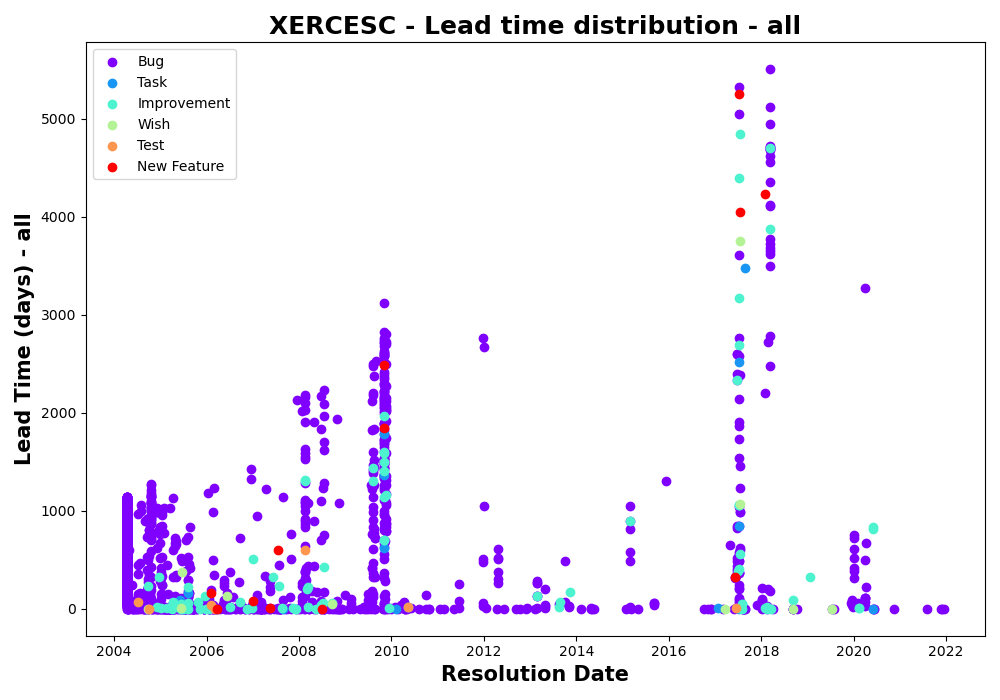 XERCESC - Lead time distribution - all
Bug
Task
Improvement
Wish
Test
New Feature
5000
4000
3000
2000
1000
0
Lead Time (days) - all
2004 2006 2008 2010 2012 2014 2016 2018 2020 2022
Resolution Date